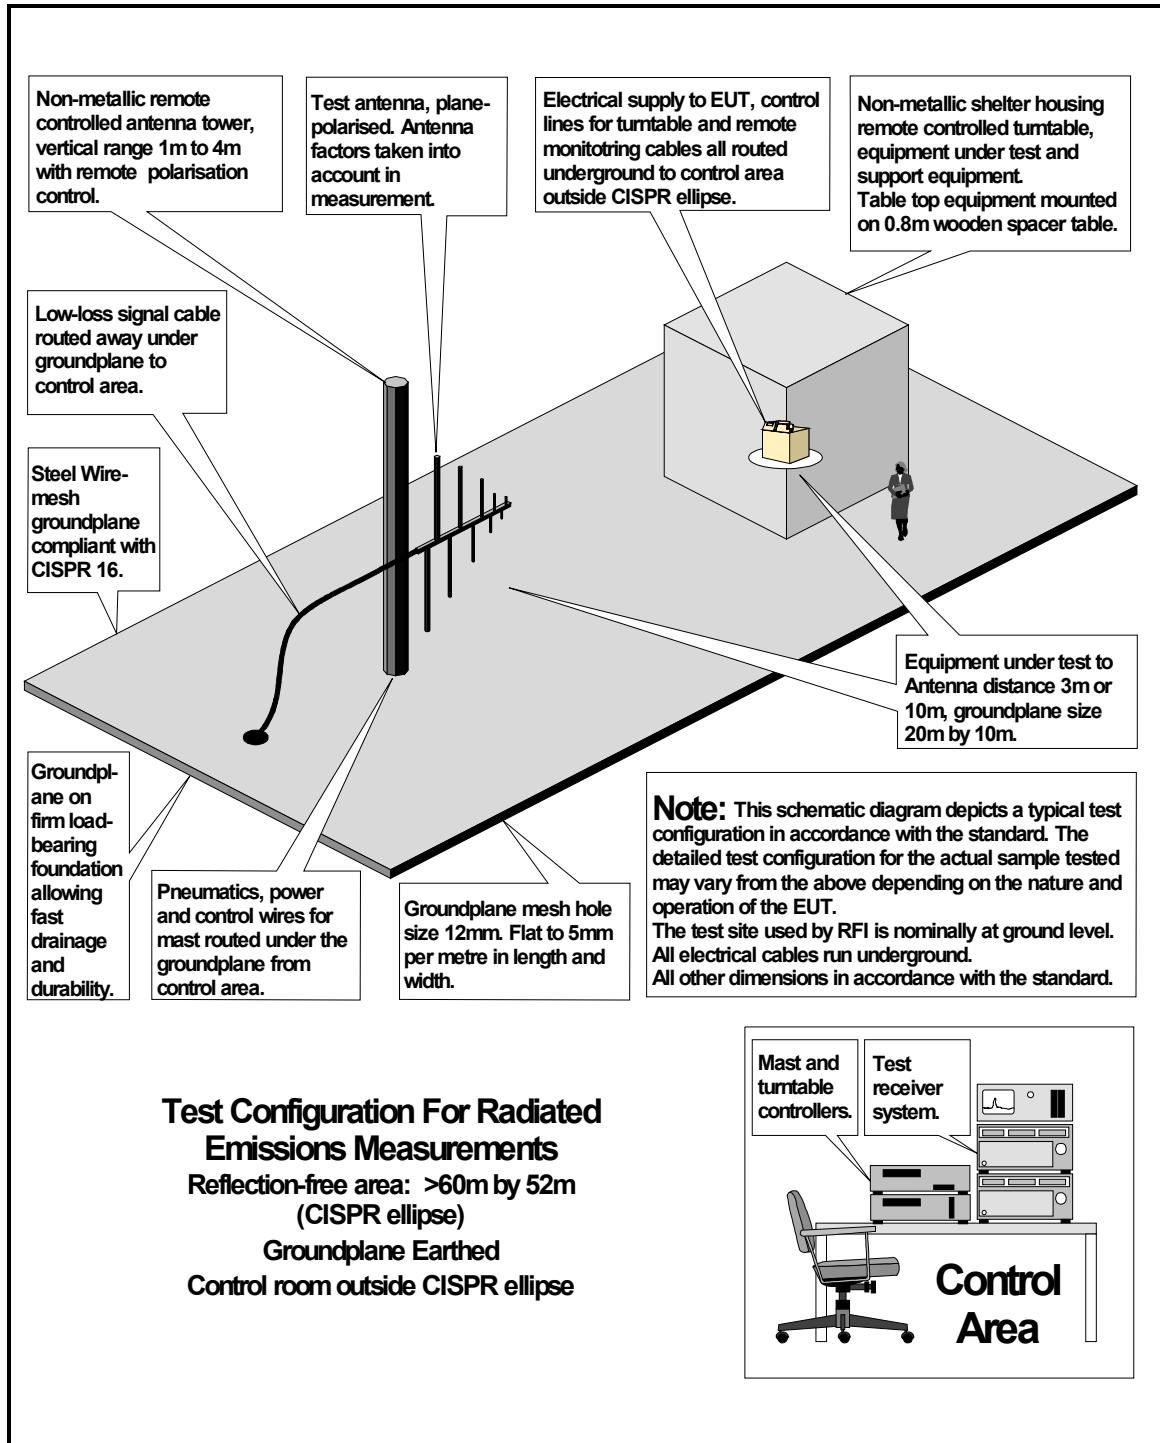 Non-metallic remote
controlled antenna tower,
vertical range 1m to 4m
with remote polarisation
control.
Test antenna, plane-
polarised. Antenna
factors taken into
account in
measurement.
Electrical supply to EUT, control
lines for turntable and remote
monitotring cables all routed
underground to control area
outside CISPR ellipse.
Non-metallic shelter housing
remote controlled turntable,
equipment under test and
support equipment.
Table top equipment mounted
on 0.8m wooden spacer table.
Low-loss signal cable
routed away under
groundplane to
control area.
Steel Wire-
mesh
groundplane
compliant with
CISPR 16.
Equipment under test to
Antenna distance 3m or
10m, groundplane size
20m by 10m.
Groundpl-
ane on
firm load-
bearing
foundation
allowing
fast
drainage
and
durability.
Pneumatics, power
and control wires for
mast routed under the
groundplane from
control area.
Groundplane mesh hole
size 12mm. Flat to 5mm
per metre in length and
width.
Note: This schematic diagram depicts a typical test
configuration in accordance with the standard. The
detailed test configuration for the actual sample tested
may vary from the above depending on the nature and
operation of the EUT.
The test site used by RFI is nominally at ground level.
All electrical cables run underground.
All other dimensions in accordance with the standard.
Test Configuration For Radiated
Emissions Measurements
Reflection-free area: >60m by 52m
(CISPR ellipse)
Groundplane Earthed
Control room outside CISPR ellipse
Mast and
turntable
controllers.
Test
receiver
system.
Control
Area